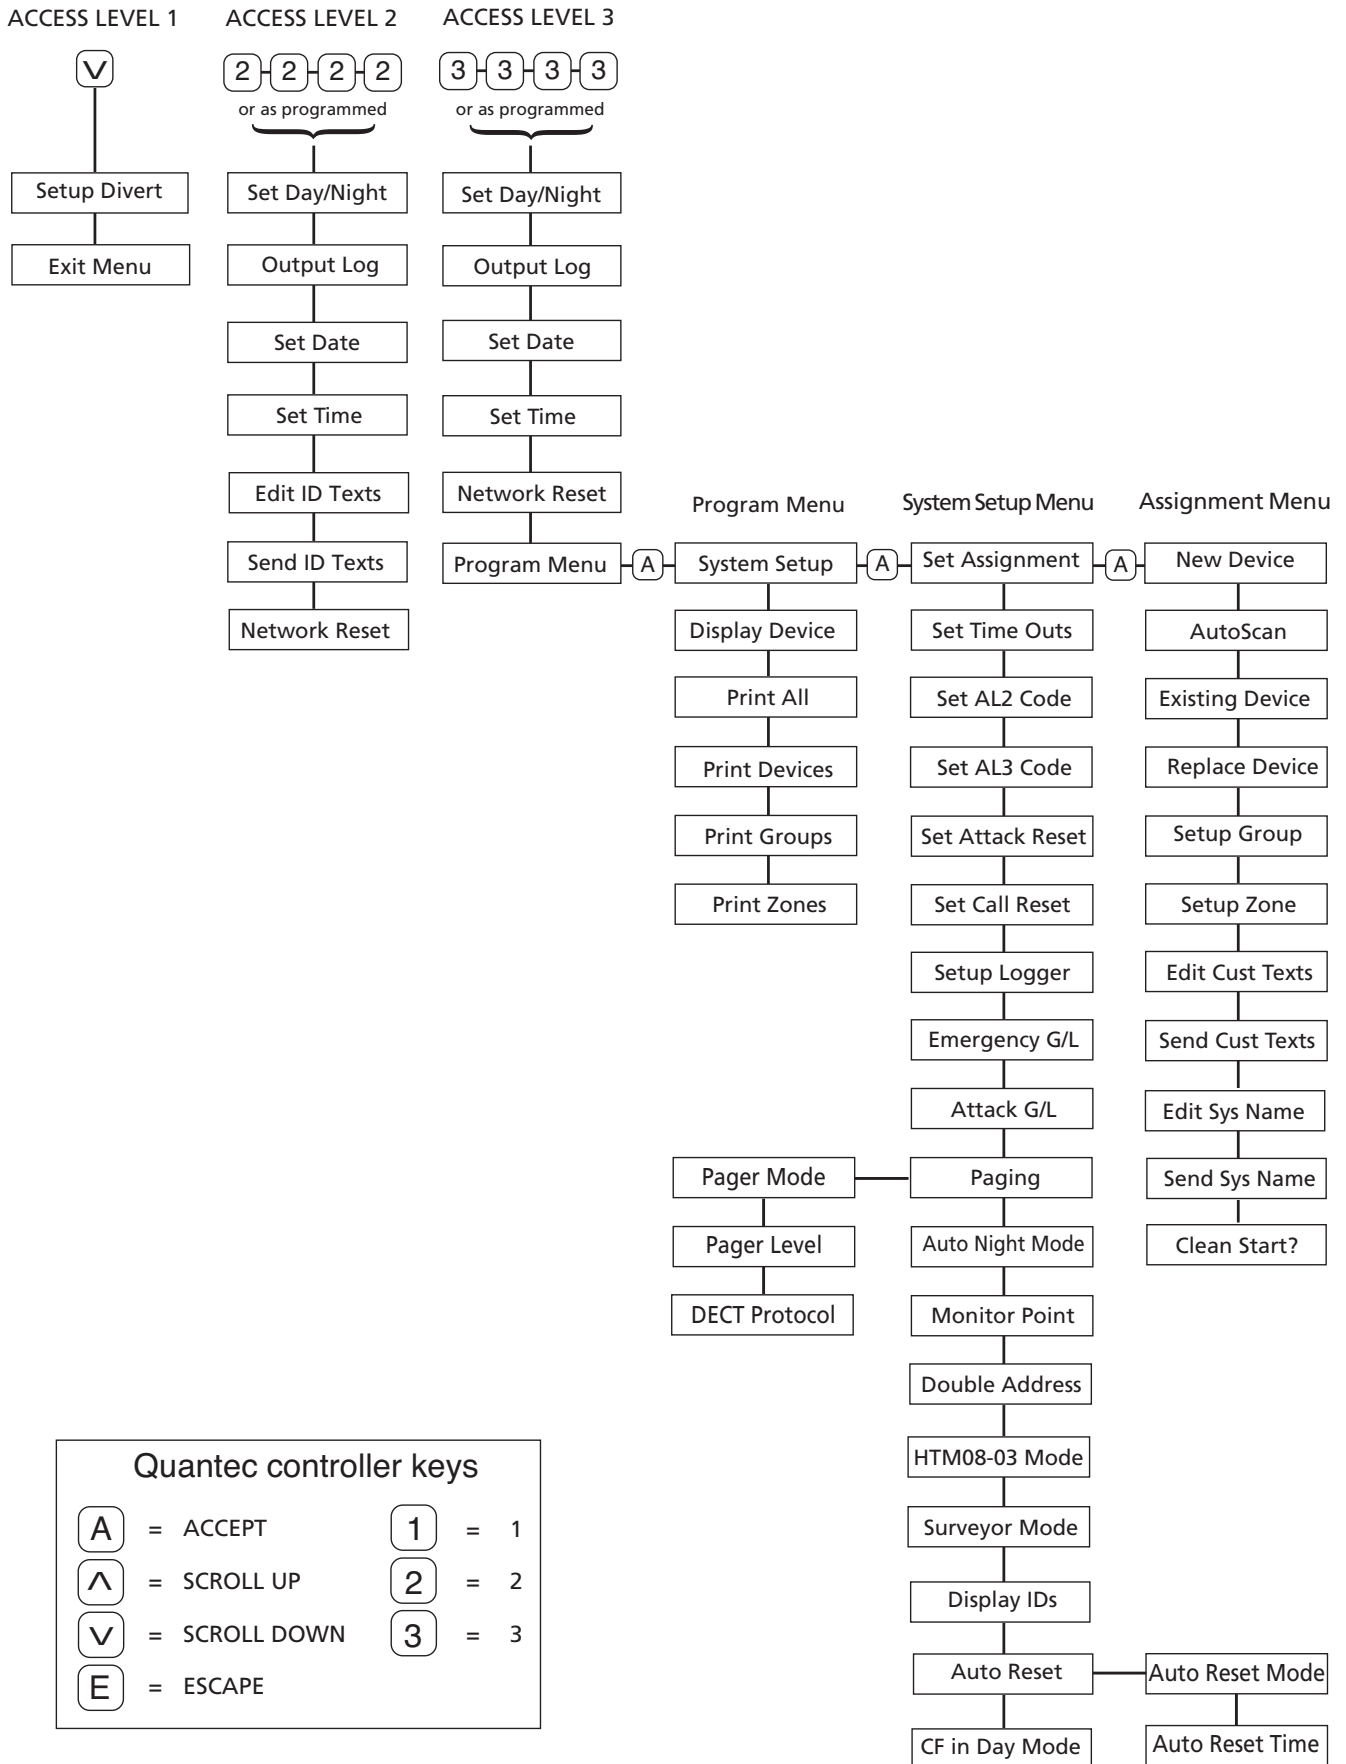 ACCESS LEVEL 1
V
Setup Divert
Exit Menu
ACCESS LEVEL 2
2 2 2 2
or as programmed
Set Day/Night
Output Log
Set Date
Set Time
Edit ID Texts
Send ID Texts
Network Reset
ACCESS LEVEL 3
3 3 3 3
or as programmed
Set Day/Night
Output Log
Set Date
Set Time
Network Reset
Program Menu
A
Program Menu
System Setup
Display Device
Print All
Print Devices
Print Groups
Print Zones
A
System Setup Menu
Set Assignment
Set Time Outs
Set AL2 Code
Set AL3 Code
Set Attack Reset
Set Call Reset
Setup Logger
Emergency G/L
Attack G/L
Paging
Auto Night Mode
Monitor Point
Double Address
HTM08-03 Mode
Surveyor Mode
Display IDs
Auto Reset
CF in Day Mode
Pager Mode
Pager Level
DECT Protocol
A
Assignment Menu
New Device
AutoScan
Existing Device
Replace Device
Setup Group
Setup Zone
Edit Cust Texts
Send Cust Texts
Edit Sys Name
Send Sys Name
Clean Start?
Auto Reset Mode
Auto Reset Time
Quantec controller keys
A = ACCEPT
Λ = SCROLL UP
V = SCROLL DOWN
E = ESCAPE
1 = 1
2 = 2
3 = 3